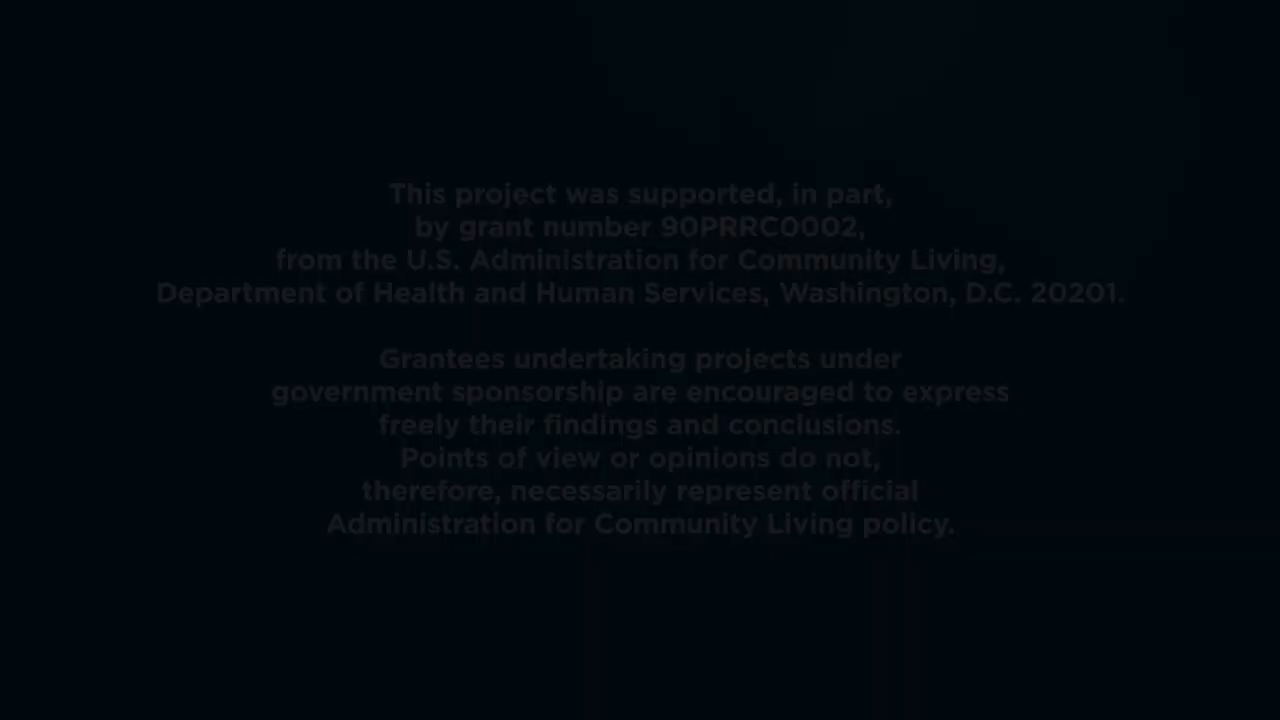 This project was supported, in part,
by grant number 90PRRC0002,
from the U.S. Administration for Community Living,
Department of Health and Human Services, Washington, D.C. 20201.
Grantees undertaking projects under
government sponsorship are encouraged to express
freely their findings and conclusions.
Points of view or opinions do not,
therefore, necessarily represent official
Administration for Community Living policy.